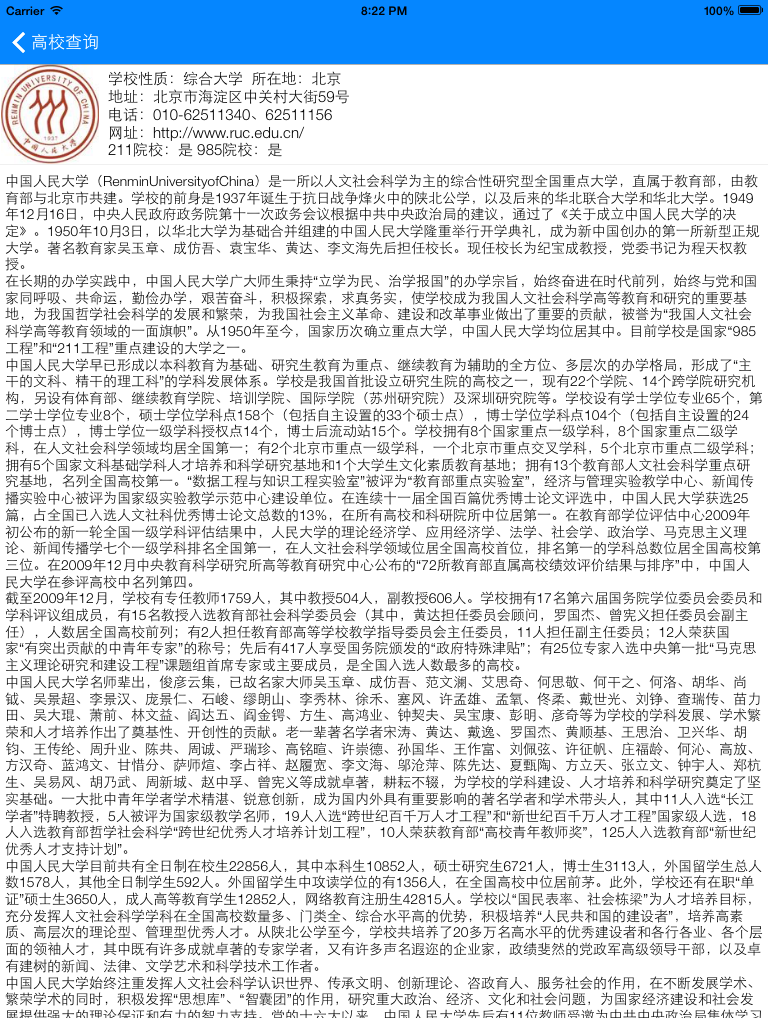 Carrier 8:22 PM 100%
高校查询
RENMIN UNIVERSITY OF CHINA
1937
中国人民大学
学校性质：综合大学 所在地：北京
地址：北京市海淀区中关村大街59号
电话：010-62511340、62511156
网址：http://www.ruc.edu.cn/
211院校：是 985院校：是
中国人民大学（RenminUniversityofChina）是一所以人文社会科学为主的综合性研究型全国重点大学，直属于教育部，由教
育部与北京市共建。学校的前身是1937年诞生于抗日战争烽火中的陕北公学，以及后来的华北联合大学和华北大学。1949
年12月16日，中央人民政府政务院第十一次政务会议根据中共中央政治局的建议，通过了《关于成立中国人民大学的决
定》。1950年10月3日，以华北大学为基础合并组建的中国人民大学隆重举行开学典礼，成为新中国创办的第一所新型正规
大学。著名教育家吴玉章、成仿吾、袁宝华、黄达、李文海先后担任校长。现任校长为纪宝成教授，党委书记为程天权教
授。
在长期的办学实践中，中国人民大学广大师生秉持“立学为民、治学报国”的办学宗旨，始终奋进在时代前列，始终与党和国
家同呼吸、共命运，勤俭办学，艰苦奋斗，积极探索，求真务实，使学校成为我国人文社会科学高等教育和研究的重要基
地，为我国哲学社会科学的发展和繁荣，为我国社会主义革命、建设和改革事业做出了重要的贡献，被誉为“我国人文社会
科学高等教育领域的一面旗帜”。从1950年至今，国家历次确立重点大学，中国人民大学均位居其中。目前学校是国家“985
工程”和“211工程”重点建设的大学之一。
中国人民大学早已形成以本科教育为基础、研究生教育为重点、继续教育为辅助的全方位、多层次的办学格局，形成了“主
干的文科、精干的理工科”的学科发展体系。学校是我国首批设立研究生院的高校之一，现有22个学院、14个跨学院研究机
构，另设有体育部、继续教育学院、培训学院、国际学院（苏州研究院）及深圳研究院等。学校设有学士学位专业65个，第
二学士学位专业8个，硕士学位学科点158个（包括自主设置的33个硕士点），博士学位学科点104个（包括自主设置的24
个博士点），博士学位一级学科授权点14个，博士后流动站15个。学校拥有8个国家重点一级学科，8个国家重点二级学
科，在人文社会科学领域均居全国第一；有2个北京市重点一级学科，一个北京市重点交叉学科，5个北京市重点二级学科；
拥有5个国家文科基础学科人才培养和科学研究基地和1个大学生文化素质教育基地；拥有13个教育部人文社会科学重点研
究基地，名列全国高校第一。“数据工程与知识工程实验室”被评为“教育部重点实验室”，经济与管理实验教学中心、新闻传
播实验中心被评为国家级实验教学示范中心建设单位。在连续十一届全国百篇优秀博士论文评选中，中国人民大学获选25
篇，占全国已入选人文社科优秀博士论文总数的13%，在所有高校和科研院所中位居第一。在教育部学位评估中心2009年
初公布的新一轮全国一级学科评估结果中，人民大学的理论经济学、应用经济学、法学、社会学、政治学、马克思主义理
论、新闻传播学七个一级学科排名全国第一，在人文社会科学领域位居全国高校首位，排名第一的学科总数位居全国高校第
三位。在2009年12月中央教育科学研究所高等教育研究中心公布的“72所教育部直属高校绩效评价结果与排序”中，中国人
民大学在参评高校中名列第四。
截至2009年12月，学校有专任教师1759人，其中教授504人，副教授606人。学校拥有17名第六届国务院学位委员会委员和
学科评议组成员，有15名教授入选教育部社会科学委员会（其中，黄达担任委员会顾问，罗国杰、曾宪义担任委员会副主
任），人数居全国高校前列；有2人担任教育部高等学校教学指导委员会主任委员，11人担任副主任委员；12人荣获国
家“有突出贡献的中青年专家”的称号；先后有417人享受国务院颁发的“政府特殊津贴”；有25位专家入选中央第一批“马克思
主义理论研究和建设工程”课题组首席专家或主要成员，是全国入选人数最多的高校。
中国人民大学名师辈出，俊彦云集，已故名家大师吴玉章、成仿吾、范文澜、艾思奇、何思敬、何干之、何洛、胡华、尚
钺、吴景超、李景汉、庞景仁、石峻、缪朗山、李秀林、徐禾、塞风、许孟雄、孟氧、佟柔、戴世光、刘铮、查瑞传、苗力
田、吴大琨、萧前、林文益、阎达五、阎金锷、方生、高鸿业、钟契夫、吴宝康、彭明、彦奇等为学校的学科发展、学术繁
荣和人才培养作出了奠基性、开创性的贡献。老一辈著名学者宋涛、黄达、戴逸、罗国杰、黄顺基、王思治、卫兴华、胡
钧、王传纶、周升业、陈共、周诚、严瑞珍、高铭暄、许崇德、孙国华、王作富、刘佩弦、许征帆、庄福龄、何沁、高放、
方汉奇、蓝鸿文、甘惜分、萨师煊、李占祥、赵履宽、李文海、邬沧萍、陈先达、夏甄陶、方立天、张立文、钟宇人、郑杭
生、吴易风、胡乃武、周新城、赵中孚、曾宪义等成就卓著，耕耘不辍，为学校的学科建设、人才培养和科学研究奠定了坚
实基础。一大批中青年学者学术精湛、锐意创新，成为国内外具有重要影响的著名学者和学术带头人，其中11人入选“长江
学者”特聘教授，5人被评为国家级教学名师，19人入选“跨世纪百千万人才工程”和“新世纪百千万人才工程”国家级人选，18
人入选教育部哲学社会科学“跨世纪优秀人才培养计划工程”，10人荣获教育部“高校青年教师奖”，125人入选教育部“新世纪
优秀人才支持计划”。
中国人民大学目前共有全日制在校生22856人，其中本科生10852人，硕士研究生6721人，博士生3113人，外国留学生总人
数1578人，其他全日制学生592人。外国留学生中攻读学位的有1356人，在全国高校中位居前茅。此外，学校还有在职“单
证”硕士生3650人，成人高等教育学生12852人，网络教育注册生42815人。学校以“国民表率、社会栋梁”为人才培养目标，
充分发挥人文社会科学学科在全国高校数量多、门类全、综合水平高的优势，积极培养“人民共和国的建设者”，培养高素
质、高层次的理论型、管理型优秀人才。从陕北公学至今，学校共培养了20多万名高水平的优秀建设者和各行各业、各个层
面的领袖人才，其中既有许多成就卓著的专家学者，又有许多声名遐迩的企业家，政绩斐然的党政军高级领导干部，以及卓
有建树的新闻、法律、文学艺术和科学技术工作者。
中国人民大学始终注重发挥人文社会科学认识世界、传承文明、创新理论、咨政育人、服务社会的作用，在不断发展学术、
繁荣学术的同时，积极发挥“思想库”、“智囊团”的作用，研究重大政治、经济、文化和社会问题，为国家经济建设和社会发
展提供强大的理论保证和有力的智力支持。党的十六大以来，中国人民大学先后有11位教师受邀为中共中央政治局集体学习